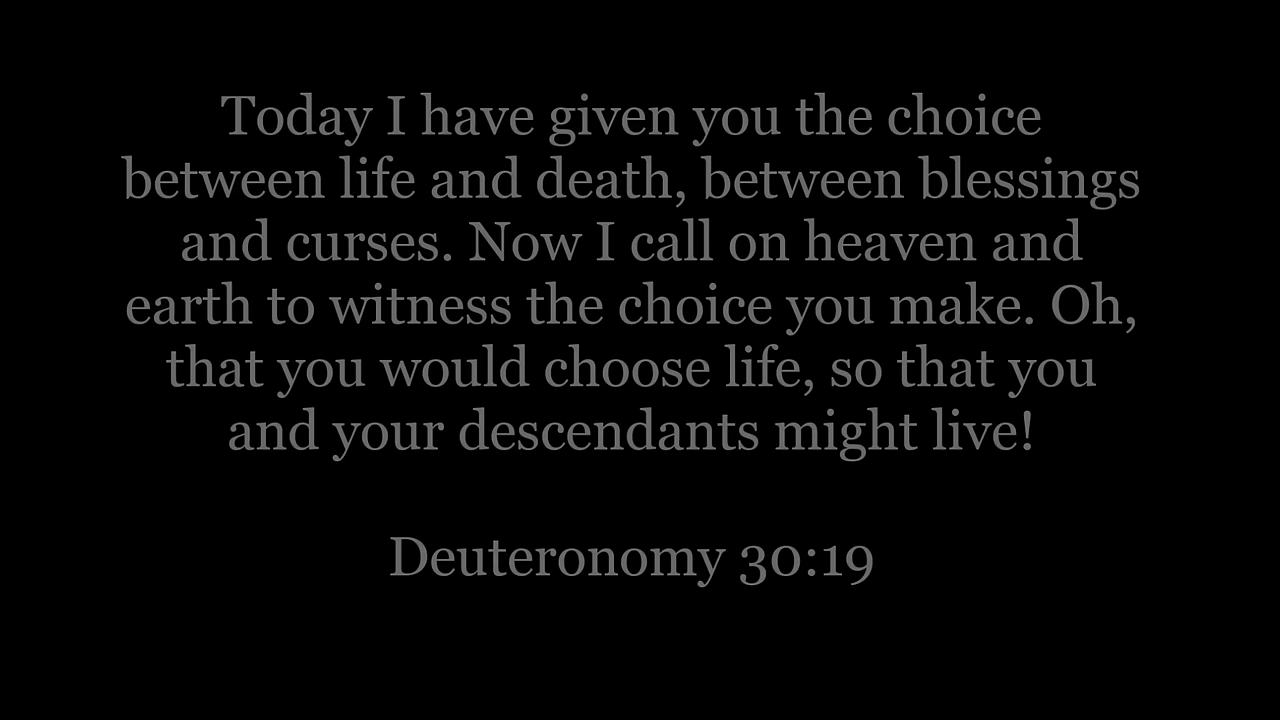 Today I have given you the choice
between life and death, between blessings
and curses. Now I call on heaven and
earth to witness the choice you make. Oh,
that you would choose life, so that you
and your descendants might live!
Deuteronomy 30:19